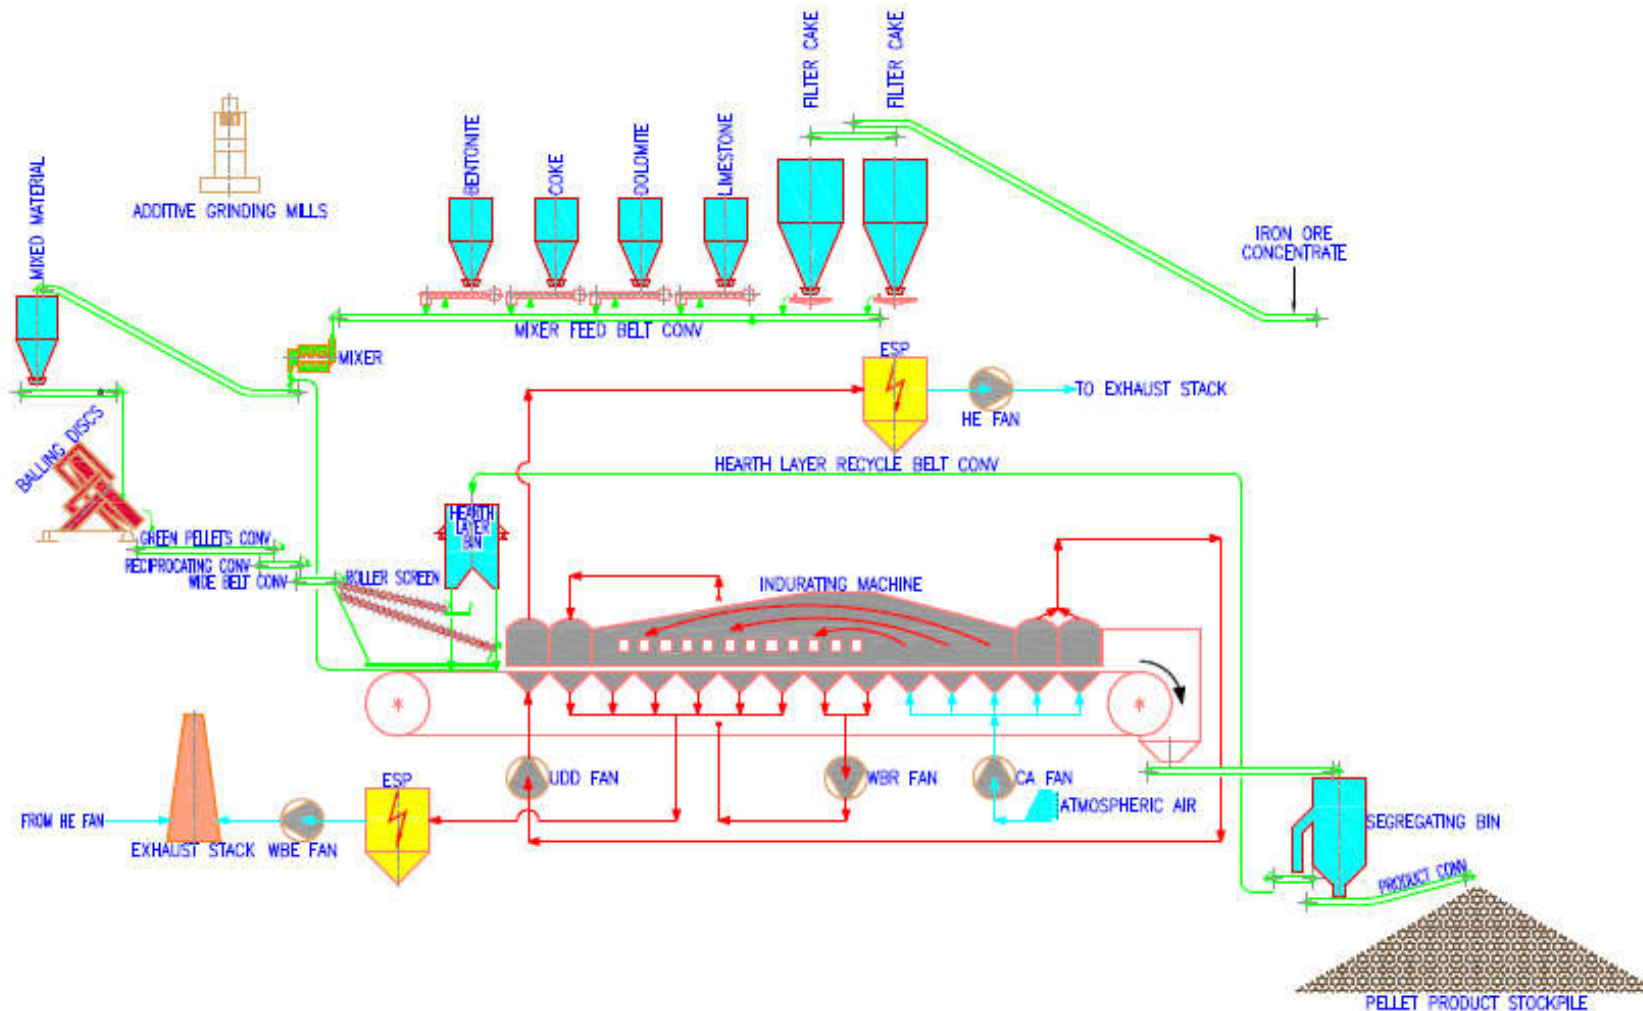 FILTER CAKE
FILTER CAKE
BENTONITE
COKE
DOLOMITE
LIMESTONE
MIXED MATERIAL
ADDITIVE GRINDING MILLS
IRON ORE
CONCENTRATE
MIXER FEED BELT CONV
MIXER
ESP
TO EXHAUST STACK
HE FAN
BALLING DISCS
HEARTH LAYER RECYCLE BELT CONV
HEARTH
LAYER
BIN
GREEN PELLETS CONV
RECIPROCATING CONV
WIDE BELT CONV
ROLLER SCREEN
INDURATING MACHINE
UDD FAN
WBR FAN
CA FAN
ESP
ATMOSPHERIC AIR
FROM HE FAN
EXHAUST STACK
WBE FAN
SEGREGATING BIN
PRODUCT CONV
PELLET PRODUCT STOCKPILE